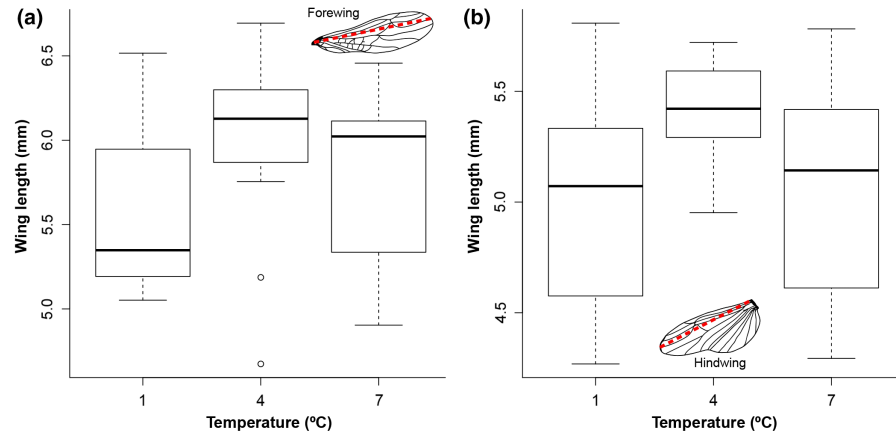 (a)
Forewing
Wing length (mm)
6.5
6.0
5.5
5.0
1 4 7
Temperature (ºC)
(b)
Wing length (mm)
5.5
5.0
4.5
Hindwing
1 4 7
Temperature (ºC)